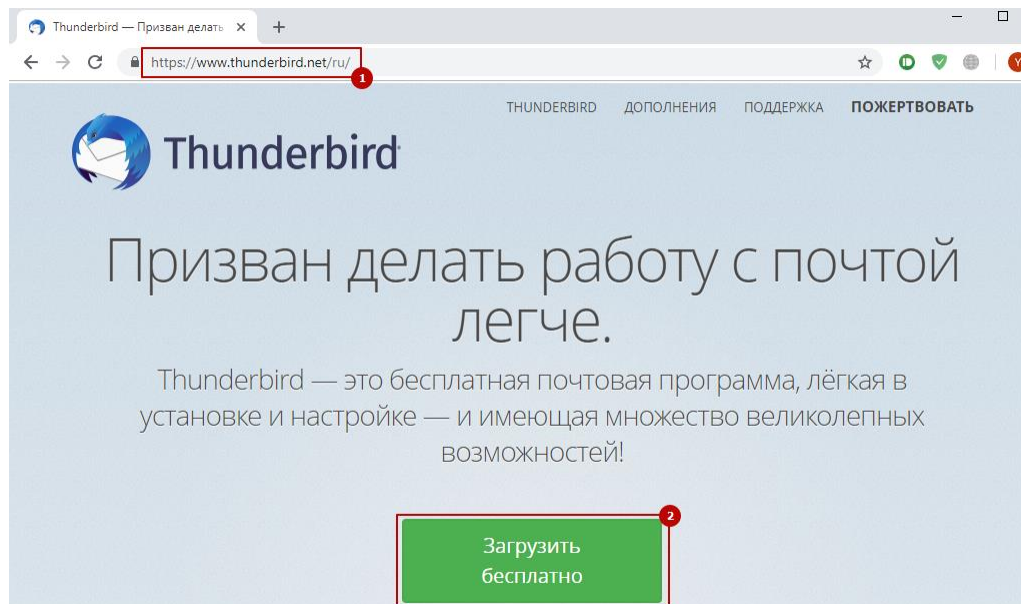 Thunderbird — Призван делать
https://www.thunderbird.net/ru/
1
THUNDERBIRD ДОПОЛНЕНИЯ ПОДДЕРЖКА ПОЖЕРТВОВАТЬ
Thunderbird
Призван делать работу с почтой
легче.
Thunderbird — это бесплатная почтовая программа, лёгкая в
установке и настройке — и имеющая множество великолепных
возможностей!
2
Загрузить
бесплатно